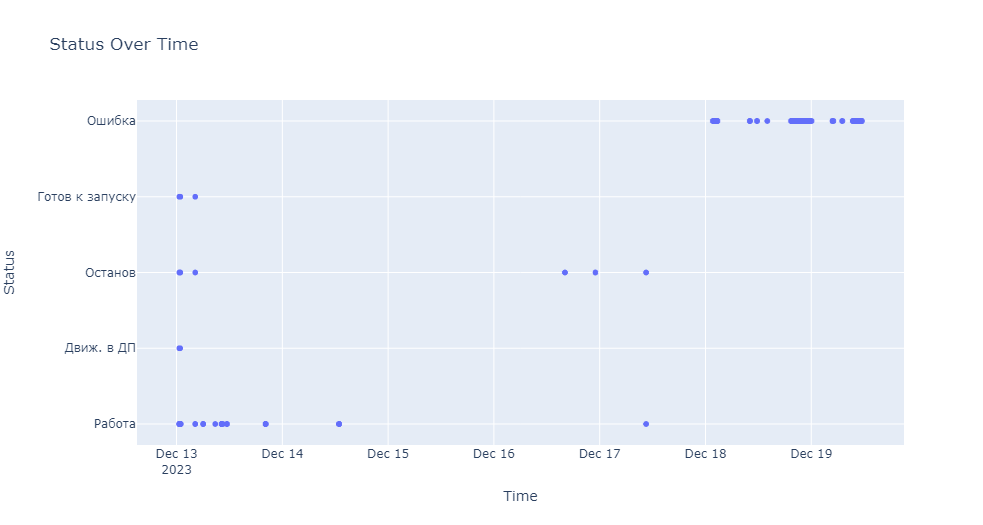 Status Over Time
Status
Ошибка
Готов к запуску
Останов
Движ. в ДП
Работа
Dec 13
2023
Dec 14
Dec 15
Dec 16
Dec 17
Dec 18
Dec 19
Time